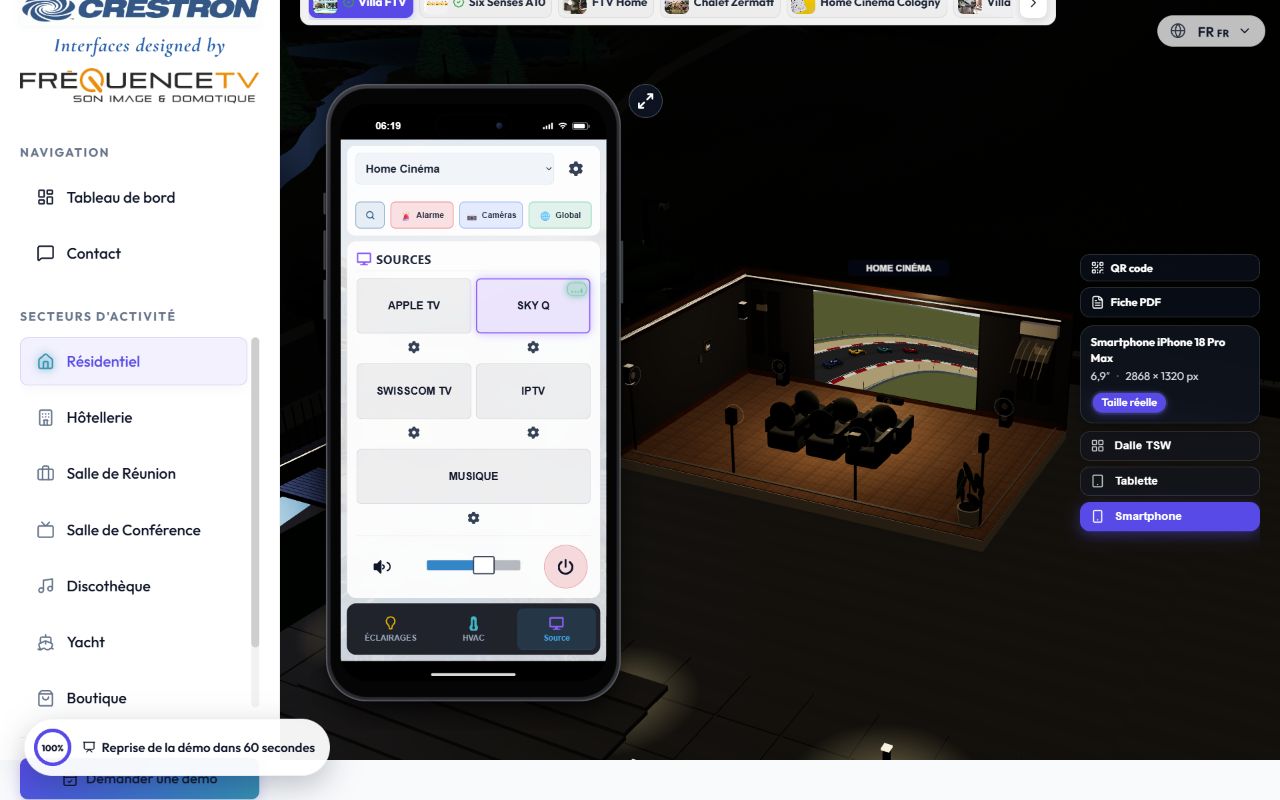 CRESTRON
Interfaces designed by
FRÉQUENCETV
SON IMAGE & DOMOTIQUE
NAVIGATION
Tableau de bord
Contact
SECTEURS D'ACTIVITÉ
Résidentiel
Hôtellerie
Salle de Réunion
Salle de Conférence
Discothèque
Yacht
Boutique
100%
Reprise de la démo dans 60 secondes
Demander une démo
Villa FTV
Six Senses A10
FTV Home
Chalet Zermatt
Home Cinéma Cologny
Villa
FR FR
06:19
Home Cinéma
Alarme
Caméras
Global
SOURCES
APPLE TV
SKY Q
SWISSCOM TV
IPTV
MUSIQUE
ÉCLAIRAGES
HVAC
Source
HOME CINÉMA
QR code
Fiche PDF
Smartphone iPhone 18 Pro
Max
6,9″ · 2868 × 1320 px
Taille réelle
Dalle TSW
Tablette
Smartphone